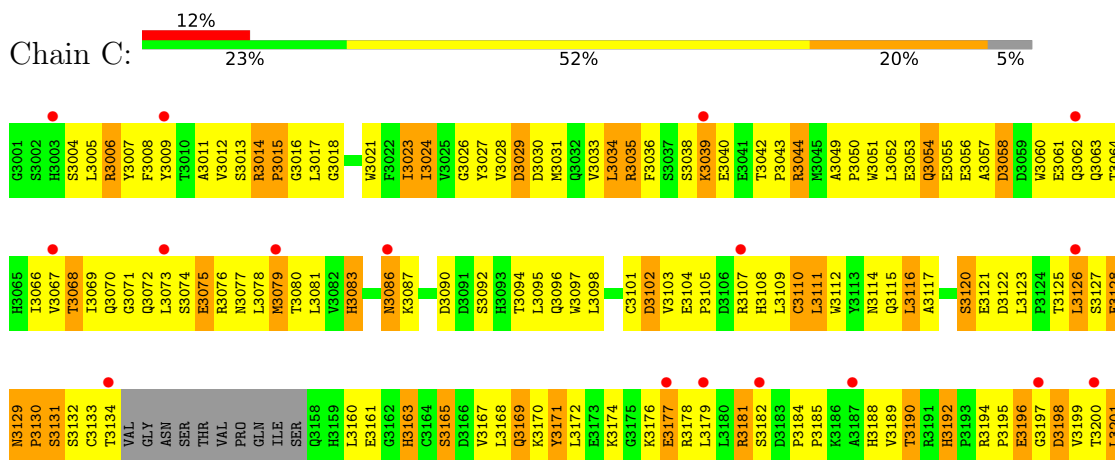 12%
Chain C:
23% 52% 20% 5%
G3001 S3002 H3003 S3004 L3005 R3006 Y3007 F3008 Y3009 T3010 A3011 V3012 S3013 R3014 P3015 G3016 L3017 G3018 W3021 F3022 I3023 I3024 V3025 G3026 Y3027 V3028 D3029 D3030 M3031 Q3032 V3033 L3034 R3035 F3036 S3037 S3038 K3039 E3040 E3041 T3042 P3043 R3044 M3045 A3049 P3050 W3051 L3052 E3053 Q3054 E3055 E3056 A3057 D3058 D3059 W3060 E3061 Q3062 Q3063 T3064
H3065 I3066 V3067 T3068 I3069 Q3070 G3071 Q3072 L3073 S3074 E3075 R3076 N3077 L3078 M3079 T3080 L3081 V3082 H3083 N3086 K3087 D3090 D3091 S3092 H3093 T3094 L3095 Q3096 W3097 L3098 C3101 D3102 V3103 E3104 P3105 D3106 R3107 H3108 L3109 C3110 L3111 W3112 Y3113 N3114 Q3115 L3116 A3117 S3120 E3121 D3122 L3123 P3124 T3125 L3126 S3127 E3128
N3129 P3130 S3131 S3132 C3133 T3134 VAL GLY ASN SER THR VAL PRO GLN ILE SER Q3158 H3159 L3160 E3161 G3162 H3163 C3164 S3165 D3166 V3167 L3168 Q3169 K3170 Y3171 L3172 E3173 K3174 G3175 K3176 E3177 R3178 L3179 L3180 R3181 S3182 D3183 P3184 P3185 K3186 A3187 H3188 V3189 T3190 R3191 H3192 P3193 R3194 P3195 E3196 G3197 D3198 V3199 T3200 L3201